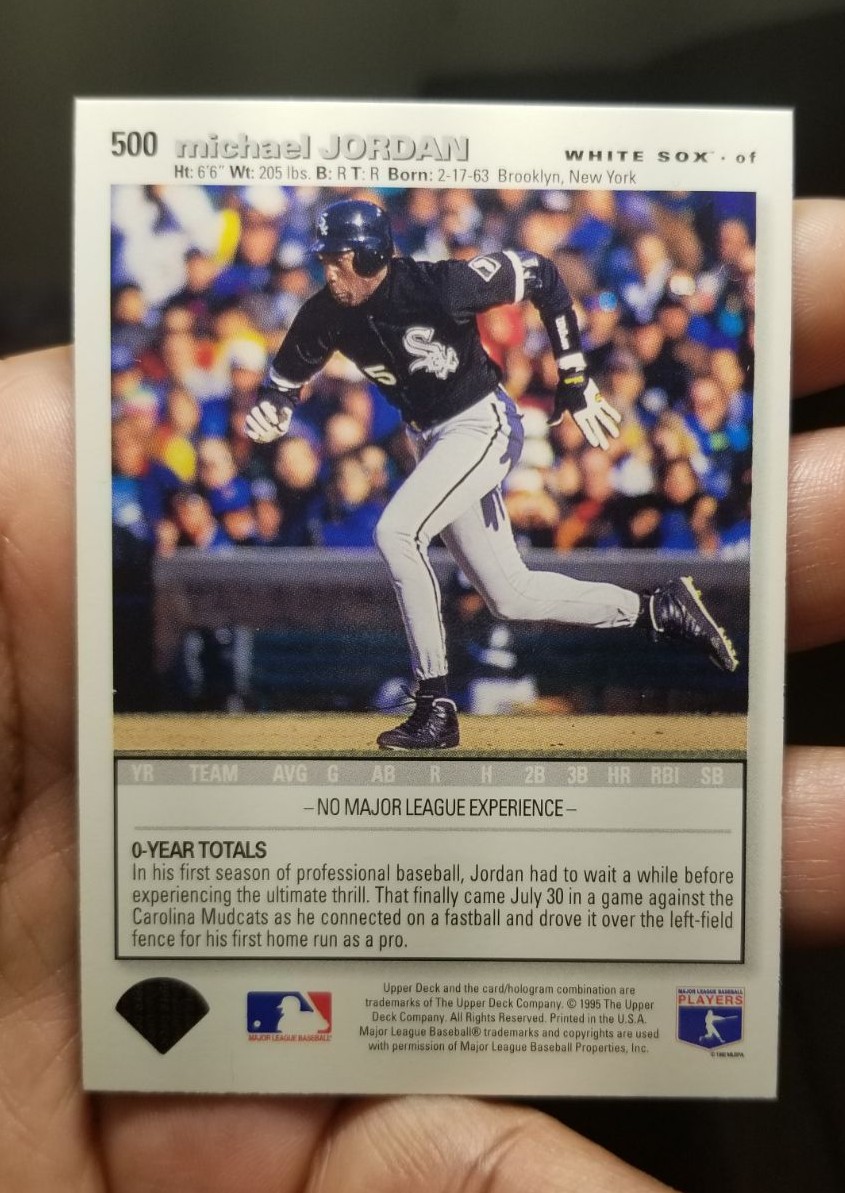 500 michael JORDAN WHITE SOX™ · of
Ht: 6'6" Wt: 205 lbs. B: R T: R Born: 2-17-63 Brooklyn, New York
Sox
5
YR TEAM AVG G AB R H 2B 3B HR RBI SB
–NO MAJOR LEAGUE EXPERIENCE–
0-YEAR TOTALS
In his first season of professional baseball, Jordan had to wait a while before
experiencing the ultimate thrill. That finally came July 30 in a game against the
Carolina Mudcats as he connected on a fastball and drove it over the left-field
fence for his first home run as a pro.
MAJOR LEAGUE BASEBALL
Upper Deck and the card/hologram combination are
trademarks of The Upper Deck Company. © 1995 The Upper
Deck Company. All Rights Reserved. Printed in the U.S.A.
Major League Baseball® trademarks and copyrights are used
with permission of Major League Baseball Properties, Inc.
MAJOR LEAGUE BASEBALL
PLAYERS